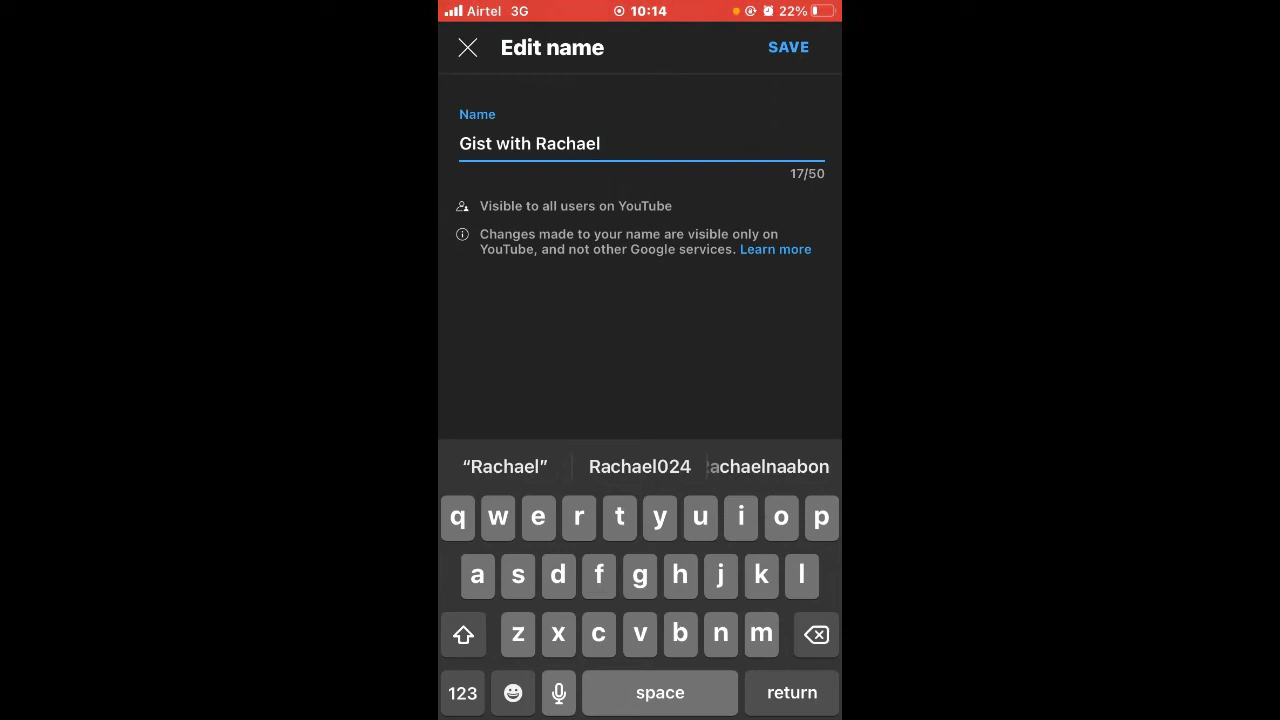 Airtel 3G 10:14 22%
Edit name SAVE
Name
Gist with Rachael
17/50
Visible to all users on YouTube
Changes made to your name are visible only on
YouTube, and not other Google services. Learn more
“Rachael” Rachael024 achaelnaabon
q w e r t y u i o p
a s d f g h j k l
z x c v b n m
123 space return